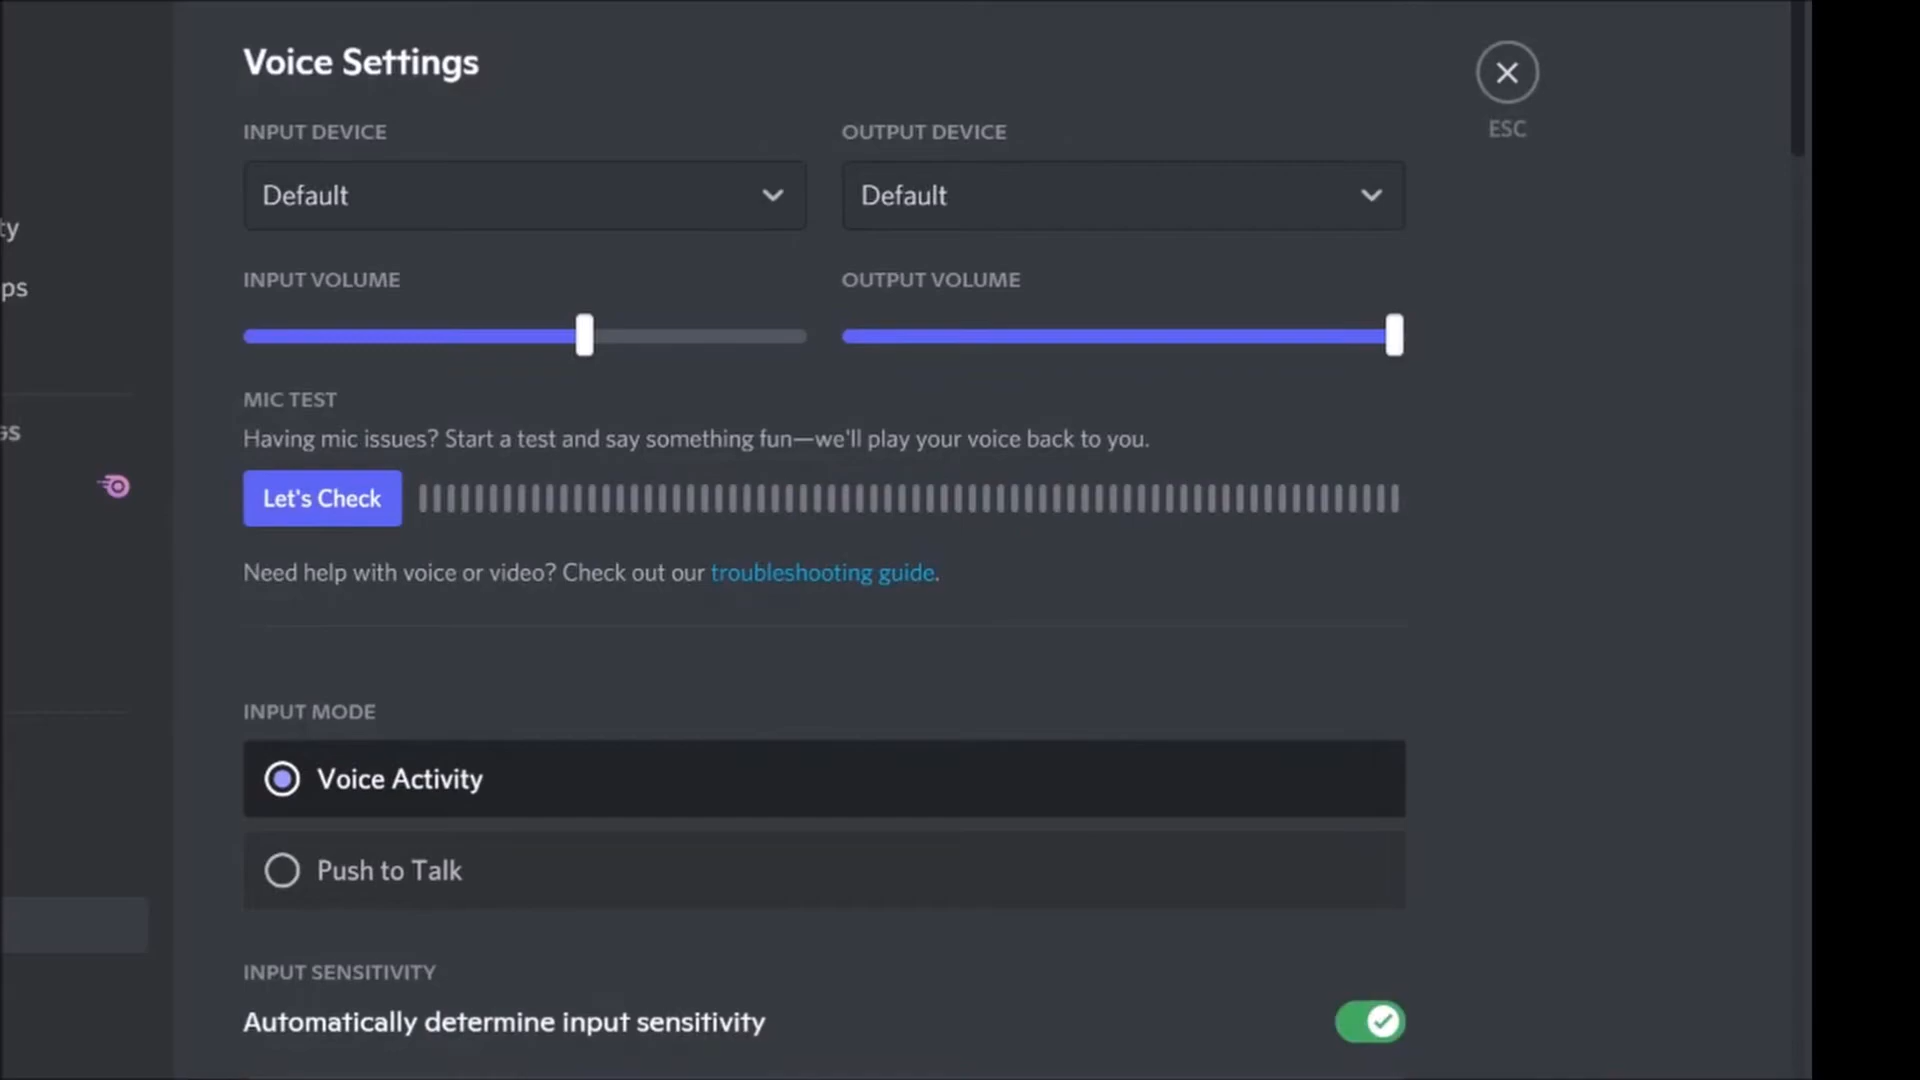 Voice Settings
ESC
INPUT DEVICE
OUTPUT DEVICE
Default
Default
ty
ps
INPUT VOLUME
OUTPUT VOLUME
MIC TEST
GS
Having mic issues? Start a test and say something fun—we'll play your voice back to you.
Let's Check
Need help with voice or video? Check out our troubleshooting guide.
INPUT MODE
Voice Activity
Push to Talk
INPUT SENSITIVITY
Automatically determine input sensitivity